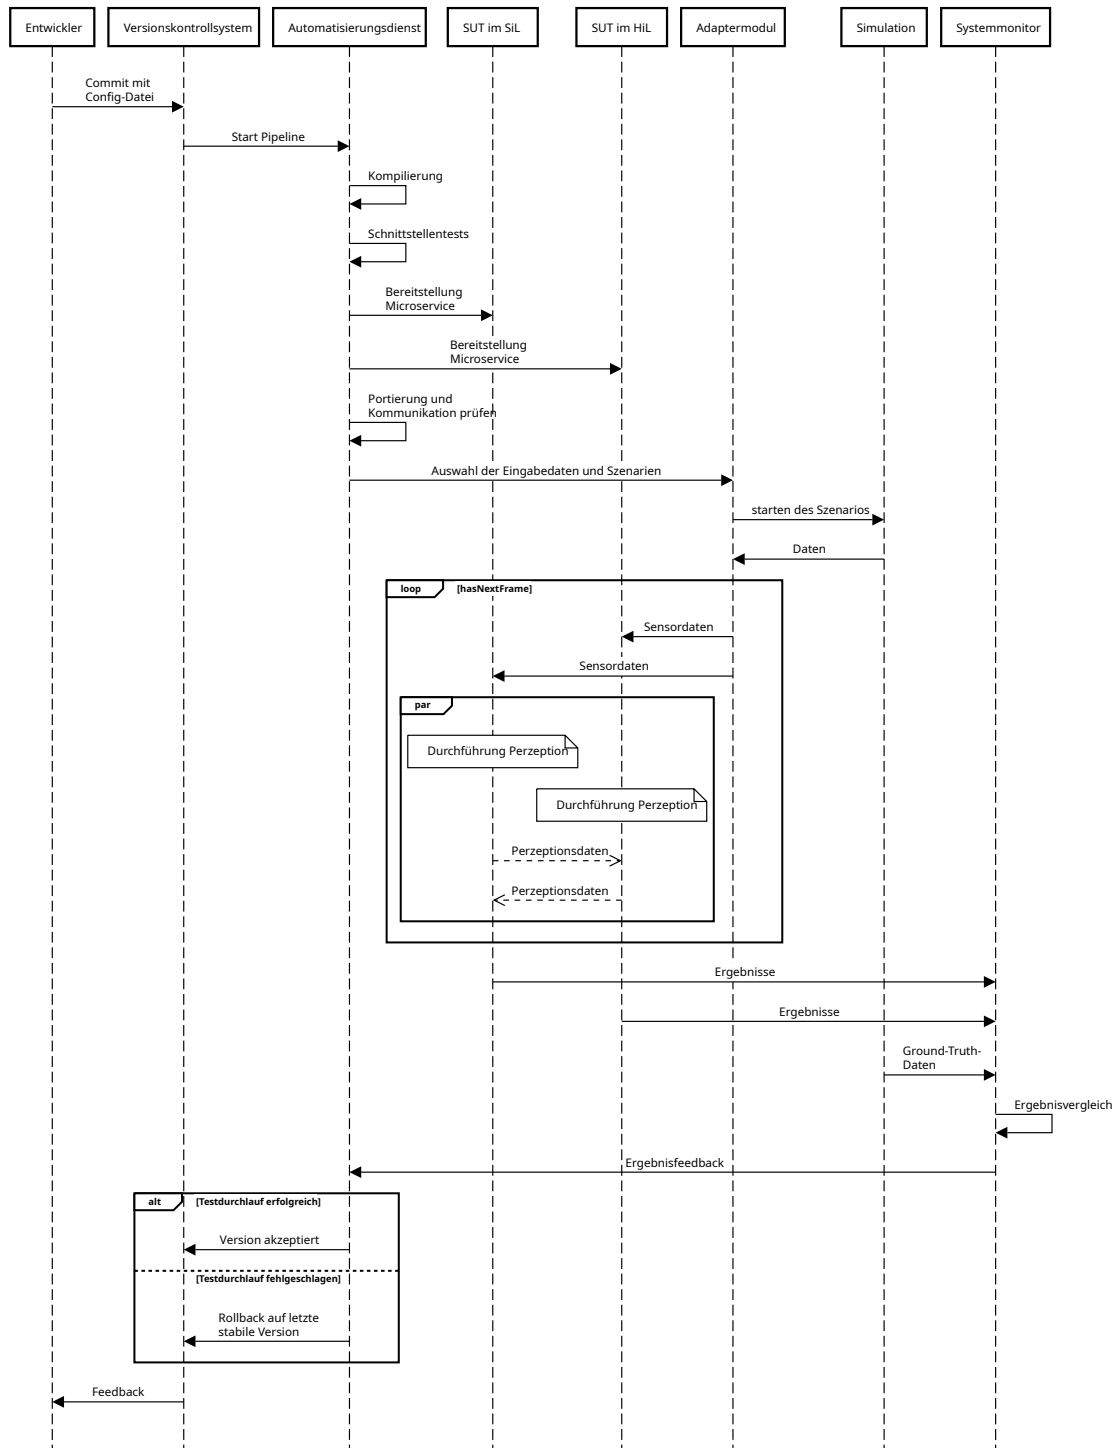 Entwickler
Versionskontrollsystem
Automatisierungsdienst
SUT im SiL
SUT im HiL
Adaptermodul
Simulation
Systemmonitor
Commit mit
Config-Datei
Start Pipeline
Kompilierung
Schnittstellentests
Bereitstellung
Microservice
Bereitstellung
Microservice
Portierung und
Kommunikation prüfen
Auswahl der Eingabedaten und Szenarien
starten des Szenarios
Daten
loop [hasNextFrame]
Sensordaten
Sensordaten
par
Durchführung Perzeption
Durchführung Perzeption
Perzeptionsdaten
Perzeptionsdaten
Ergebnisse
Ergebnisse
Ground-Truth-
Daten
Ergebnisvergleich
Ergebnisfeedback
alt [Testdurchlauf erfolgreich]
Version akzeptiert
[Testdurchlauf fehlgeschlagen]
Rollback auf letzte
stabile Version
Feedback